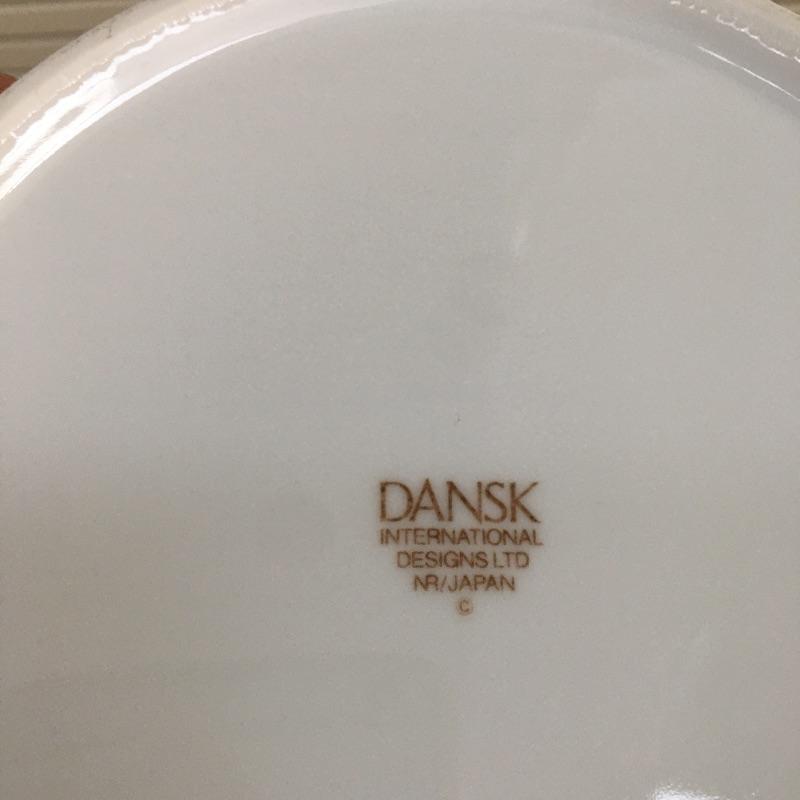 DANSK
INTERNATIONAL
DESIGNS LTD
NR/JAPAN
©